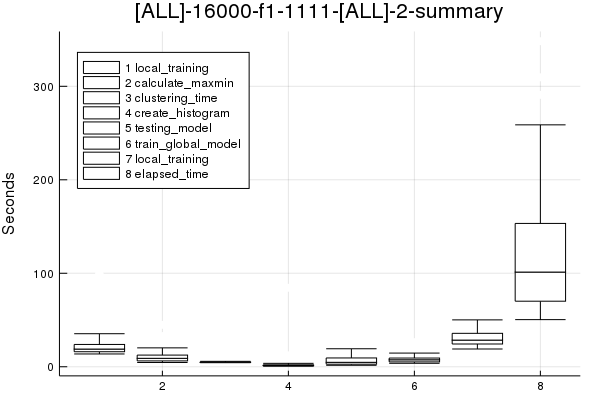 [ALL]-16000-f1-1111-[ALL]-2-summary
Seconds
300
200
100
0
1 local_training
2 calculate_maxmin
3 clustering_time
4 create_histogram
5 testing_model
6 train_global_model
7 local_training
8 elapsed_time
2
4
6
8